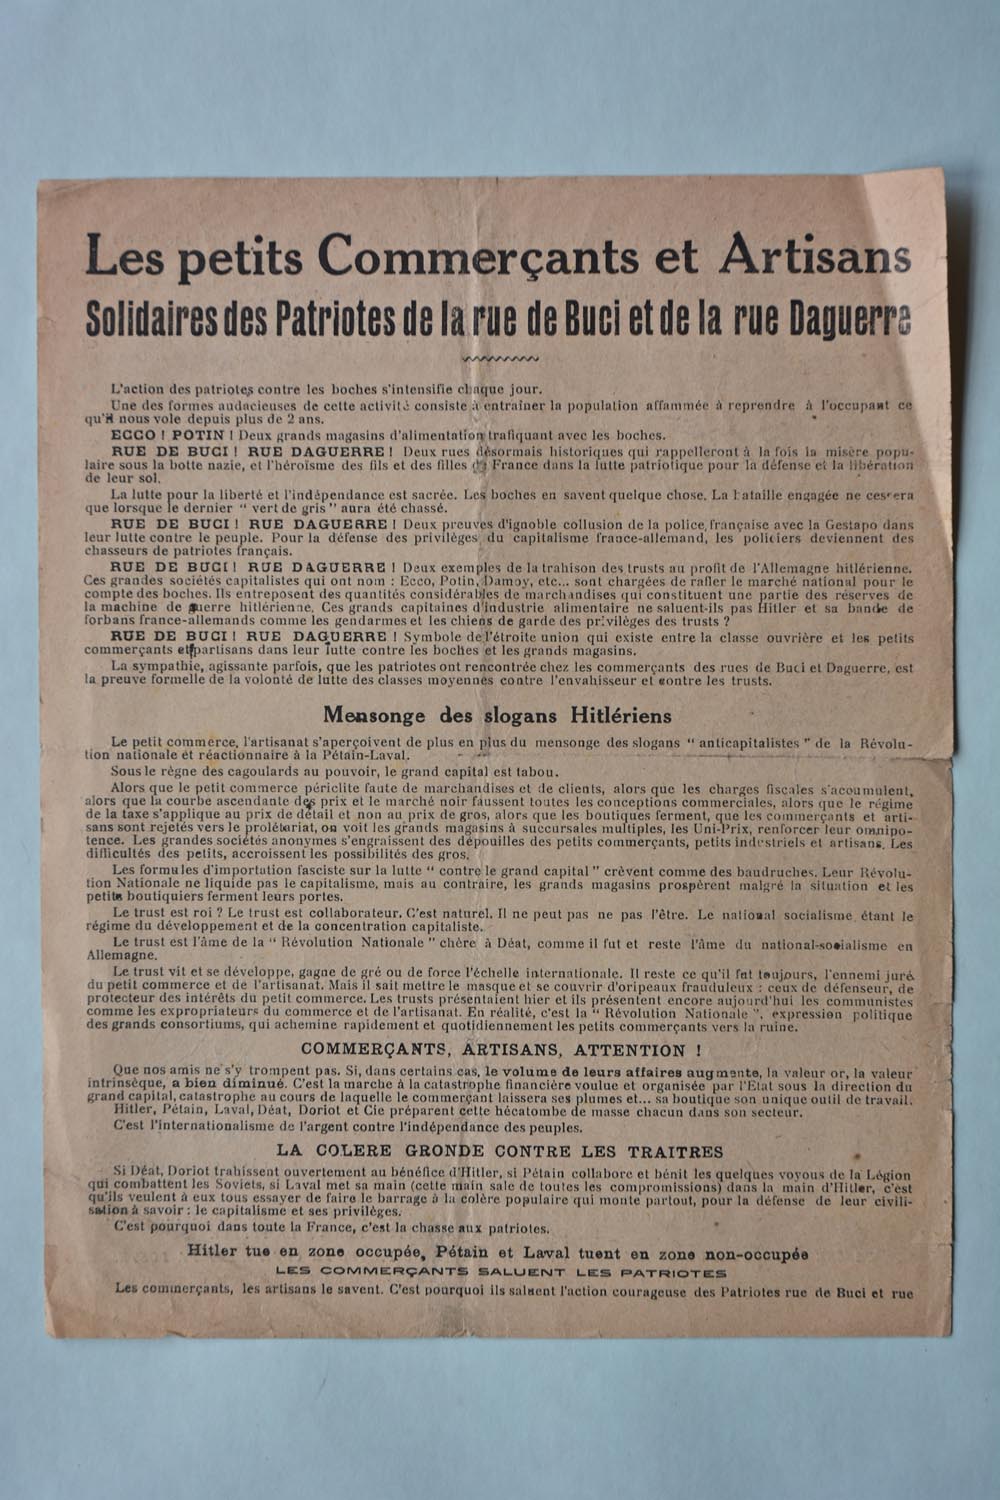 Les petits Commerçants et Artisans
Solidaires des Patriotes de la rue de Buci et de la rue Daguerre
L'action des patriotes contre les boches s'intensifie chaque jour.
Une des formes audacieuses de cette activité consiste à entrainer la population affammée à reprendre à l'occupant ce
qu'il nous vole depuis plus de 2 ans.
ECCO ! POTIN ! Deux grands magasins d'alimentation trafiquant avec les boches.
RUE DE BUCI ! RUE DAGUERRE ! Deux rues désormais historiques qui rappelleront à la fois la misère popu-
laire sous la botte nazie, et l'héroïsme des fils et des filles de France dans la lutte patriotique pour la défense et la libération
de leur sol.
La lutte pour la liberté et l'indépendance est sacrée. Les boches en savent quelque chose. La bataille engagée ne cessera
que lorsque le dernier " vert de gris " aura été chassé.
RUE DE BUCI ! RUE DAGUERRE ! Deux preuves d'ignoble collusion de la police française avec la Gestapo dans
leur lutte contre le peuple. Pour la défense des privilèges du capitalisme france-allemand, les policiers deviennent des
chasseurs de patriotes français.
RUE DE BUCI ! RUE DAGUERRE ! Deux exemples de la trahison des trusts au profit de l'Allemagne hitlérienne.
Ces grandes sociétés capitalistes qui ont nom : Ecco, Potin, Damoy, etc... sont chargées de rafler le marché national pour le
compte des boches. Ils entreposent des quantités considérables de marchandises qui constituent une partie des réserves de
la machine de guerre hitlérienne. Ces grands capitaines d'industrie alimentaire ne saluent-ils pas Hitler et sa bande de
forbans france-allemands comme les gendarmes et les chiens de garde des privilèges des trusts ?
RUE DE BUCI ! RUE DAGUERRE ! Symbole de l'étroite union qui existe entre la classe ouvrière et les petits
commerçants et partisans dans leur lutte contre les boches et les grands magasins.
La sympathie, agissante parfois, que les patriotes ont rencontrée chez les commerçants des rues de Buci et Daguerre, est
la preuve formelle de la volonté de lutte des classes moyennes contre l'envahisseur et contre les trusts.
Mensonge des slogans Hitlériens
Le petit commerce, l'artisanat s'aperçoivent de plus en plus du mensonge des slogans " anticapitalistes " de la Révolu-
tion nationale et réactionnaire à la Pétain-Laval.
Sous le règne des cagoulards au pouvoir, le grand capital est tabou.
Alors que le petit commerce périclite faute de marchandises et de clients, alors que les charges fiscales s'acoumulent,
alors que la courbe ascendante des prix et le marché noir faussent toutes les conceptions commerciales, alors que le régime
de la taxe s'applique au prix de détail et non au prix de gros, alors que les boutiques ferment, que les commerçants et arti-
sans sont rejetés vers le prolétariat, on voit les grands magasins à succursales multiples, les Uni-Prix, renforcer leur omnipo-
tence. Les grandes sociétés anonymes s'engraissent des dépouilles des petits commerçants, petits industriels et artisans. Les
difficultés des petits, accroissent les possibilités des gros.
Les formules d'importation fasciste sur la lutte " contre le grand capital " crèvent comme des baudruches. Leur Révolu-
tion Nationale ne liquide pas le capitalisme, mais au contraire, les grands magasins prospèrent malgré la situation et les
petits boutiquiers ferment leurs portes.
Le trust est roi ? Le trust est collaborateur. C'est naturel. Il ne peut pas ne pas l'être. Le national socialisme étant le
régime du développement et de la concentration capitaliste.
Le trust est l'âme de la " Révolution Nationale " chère à Déat, comme il fut et reste l'âme du national-socialisme en
Allemagne.
Le trust vit et se développe, gagne de gré ou de force l'échelle internationale. Il reste ce qu'il fut toujours, l'ennemi juré
du petit commerce et de l'artisanat. Mais il sait mettre le masque et se couvrir d'oripeaux frauduleux : ceux de défenseur, de
protecteur des intérêts du petit commerce. Les trusts présentaient hier et ils présentent encore aujourd'hui les communistes
comme les expropriateurs du commerce et de l'artisanat. En réalité, c'est la " Révolution Nationale ", expression politique
des grands consortiums, qui achemine rapidement et quotidiennement les petits commerçants vers la ruine.
COMMERÇANTS, ARTISANS, ATTENTION !
Que nos amis ne s'y trompent pas. Si, dans certains cas, le volume de leurs affaires augmente, la valeur or, la valeur
intrinsèque, a bien diminué. C'est la marche à la catastrophe financière voulue et organisée par l'Etat sous la direction du
grand capital, catastrophe au cours de laquelle le commerçant laissera ses plumes et... sa boutique son unique outil de travail.
Hitler, Pétain, Laval, Déat, Doriot et Cie préparent cette hécatombe de masse chacun dans son secteur.
C'est l'internationalisme de l'argent contre l'indépendance des peuples.
LA COLERE GRONDE CONTRE LES TRAITRES
Si Déat, Doriot trahissent ouvertement au bénéfice d'Hitler, si Pétain collabore et bénit les quelques voyous de la Légion
qui combattent les Soviets, si Laval met sa main (cette main sale de toutes les compromissions) dans la main d'Hitler, c'est
qu'ils veulent à eux tous essayer de faire le barrage à la colère populaire qui monte partout, pour la défense de leur civili-
sation à savoir : le capitalisme et ses privilèges.
C'est pourquoi dans toute la France, c'est la chasse aux patriotes.
Hitler tue en zone occupée, Pétain et Laval tuent en zone non-occupée
LES COMMERÇANTS SALUENT LES PATRIOTES
Les commerçants, les artisans le savent. C'est pourquoi ils saluent l'action courageuse des Patriotes rue de Buci et rue